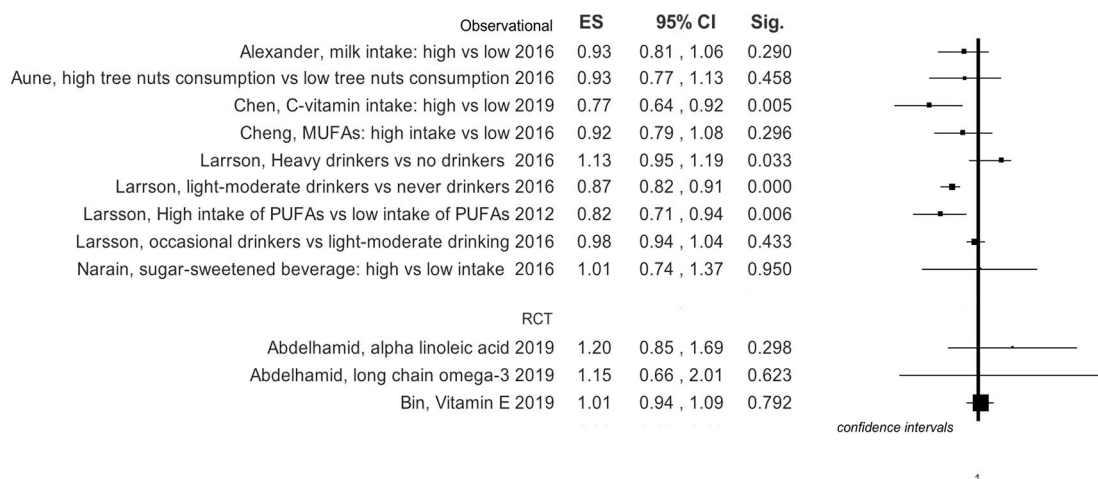 Observational ES 95% CI Sig.
Alexander, milk intake: high vs low 2016 0.93 0.81 , 1.06 0.290
Aune, high tree nuts consumption vs low tree nuts consumption 2016 0.93 0.77 , 1.13 0.458
Chen, C-vitamin intake: high vs low 2019 0.77 0.64 , 0.92 0.005
Cheng, MUFAs: high intake vs low 2016 0.92 0.79 , 1.08 0.296
Larrson, Heavy drinkers vs no drinkers 2016 1.13 0.95 , 1.19 0.033
Larrson, light-moderate drinkers vs never drinkers 2016 0.87 0.82 , 0.91 0.000
Larsson, High intake of PUFAs vs low intake of PUFAs 2012 0.82 0.71 , 0.94 0.006
Larsson, occasional drinkers vs light-moderate drinking 2016 0.98 0.94 , 1.04 0.433
Narain, sugar-sweetened beverage: high vs low intake 2016 1.01 0.74 , 1.37 0.950
RCT
Abdelhamid, alpha linoleic acid 2019 1.20 0.85 , 1.69 0.298
Abdelhamid, long chain omega-3 2019 1.15 0.66 , 2.01 0.623
Bin, Vitamin E 2019 1.01 0.94 , 1.09 0.792
confidence intervals